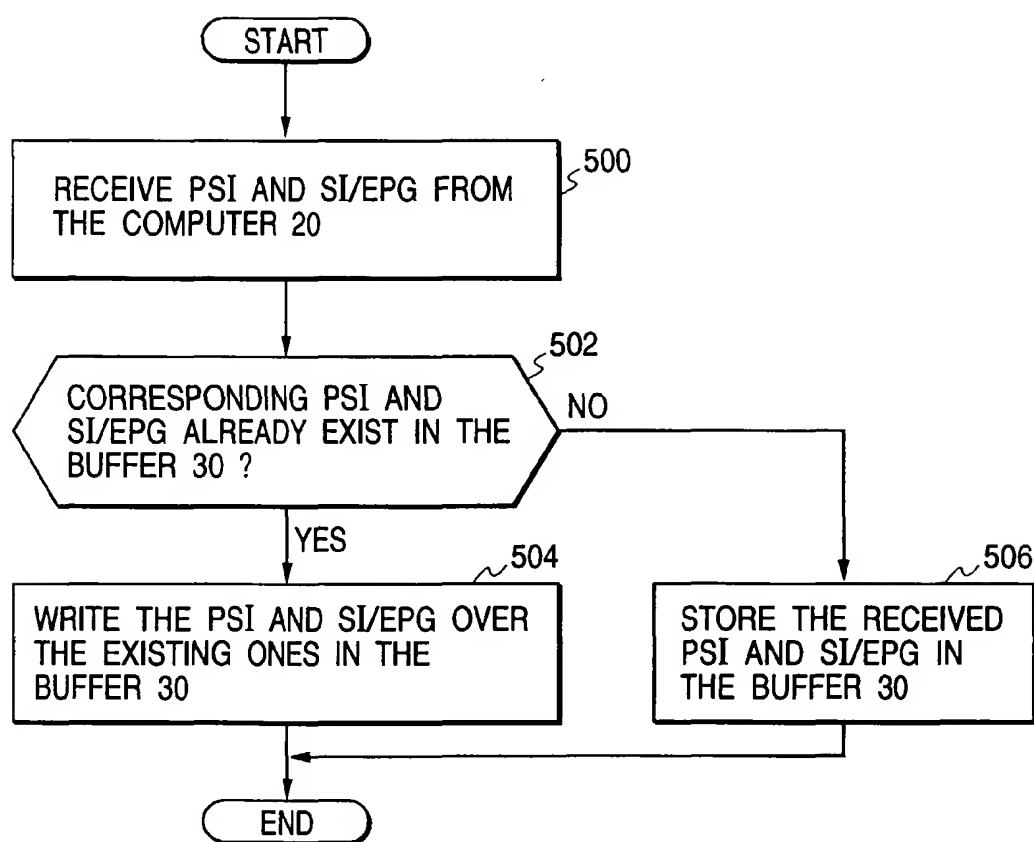 START
500
RECEIVE PSI AND SI/EPG FROM
THE COMPUTER 20
502
CORRESPONDING PSI AND
SI/EPG ALREADY EXIST IN THE
BUFFER 30 ?
NO
YES
504
WRITE THE PSI AND SI/EPG OVER
THE EXISTING ONES IN THE
BUFFER 30
506
STORE THE RECEIVED
PSI AND SI/EPG IN
THE BUFFER 30
END